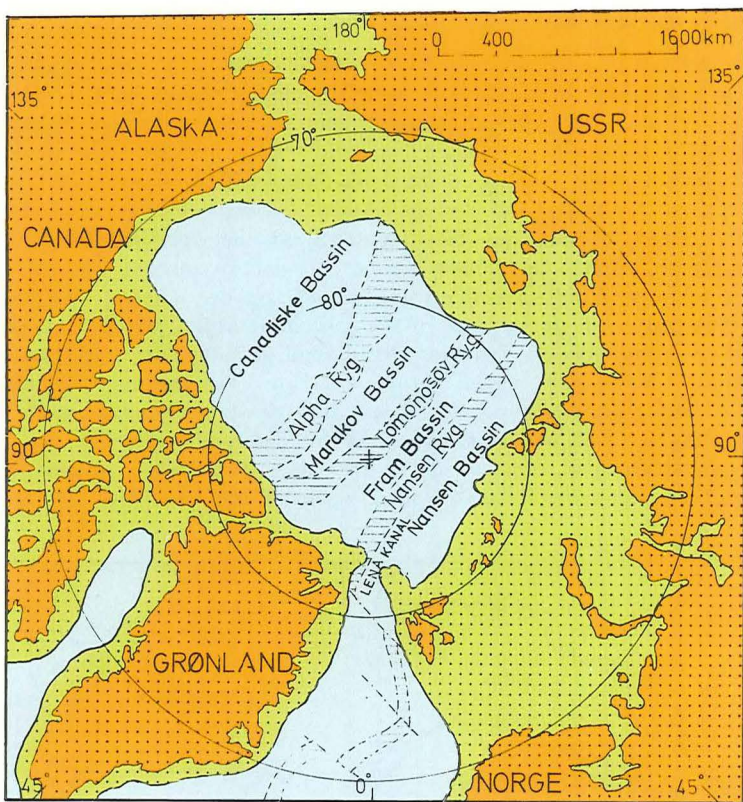 180°
0 400 1600km
135°
135°
ALASKA
USSR
70°
CANADA
80°
Canadiske Bassin
Alpha Ryg
Marakov Bassin
Lomonosov Ryg
Fram Bassin
Nansen Ryg
Nansen Bassin
90°
90°
LENA KANAL
GRØNLAND
NORGE
45°
0°
45°